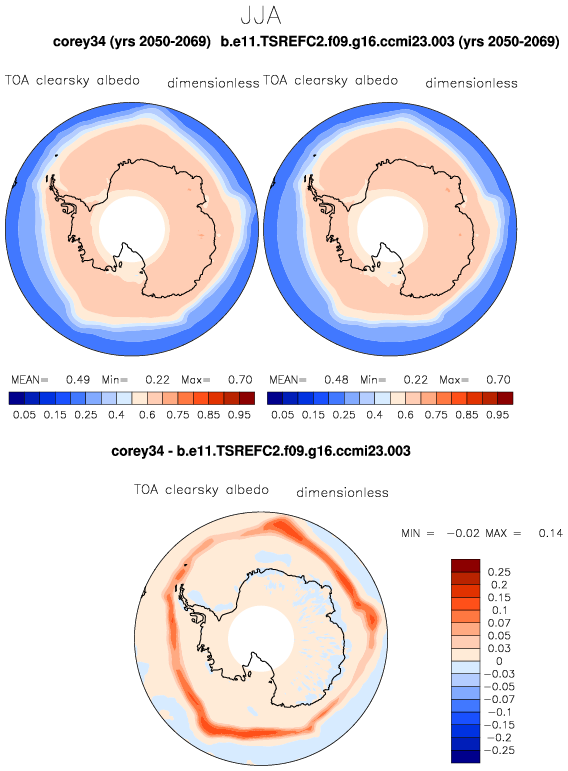 JJA
corey34 (yrs 2050-2069) b.e11.TSREFC2.f09.g16.ccmi23.003 (yrs 2050-2069)
TOA clearsky albedo dimensionless TOA clearsky albedo dimensionless
MEAN= 0.49 Min= 0.22 Max= 0.70 MEAN= 0.48 Min= 0.22 Max= 0.70
0.05 0.15 0.25 0.4 0.6 0.75 0.85 0.95 0.05 0.15 0.25 0.4 0.6 0.75 0.85 0.95
corey34 - b.e11.TSREFC2.f09.g16.ccmi23.003
TOA clearsky albedo dimensionless
MIN = -0.02 MAX = 0.14
0.25
0.2
0.15
0.1
0.07
0.05
0.03
0
-0.03
-0.05
-0.07
-0.1
-0.15
-0.2
-0.25